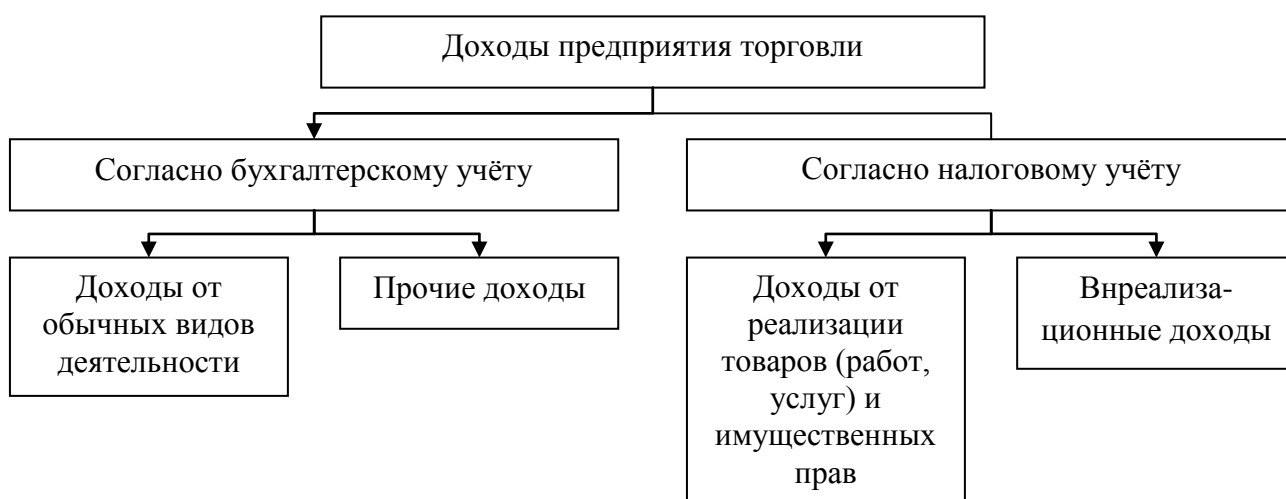 Доходы предприятия торговли
Согласно бухгалтерскому учёту
Согласно налоговому учёту
Доходы от
обычных видов
деятельности
Прочие доходы
Доходы от
реализации
товаров (работ,
услуг) и
имущественных
прав
Внреализа-
ционные доходы